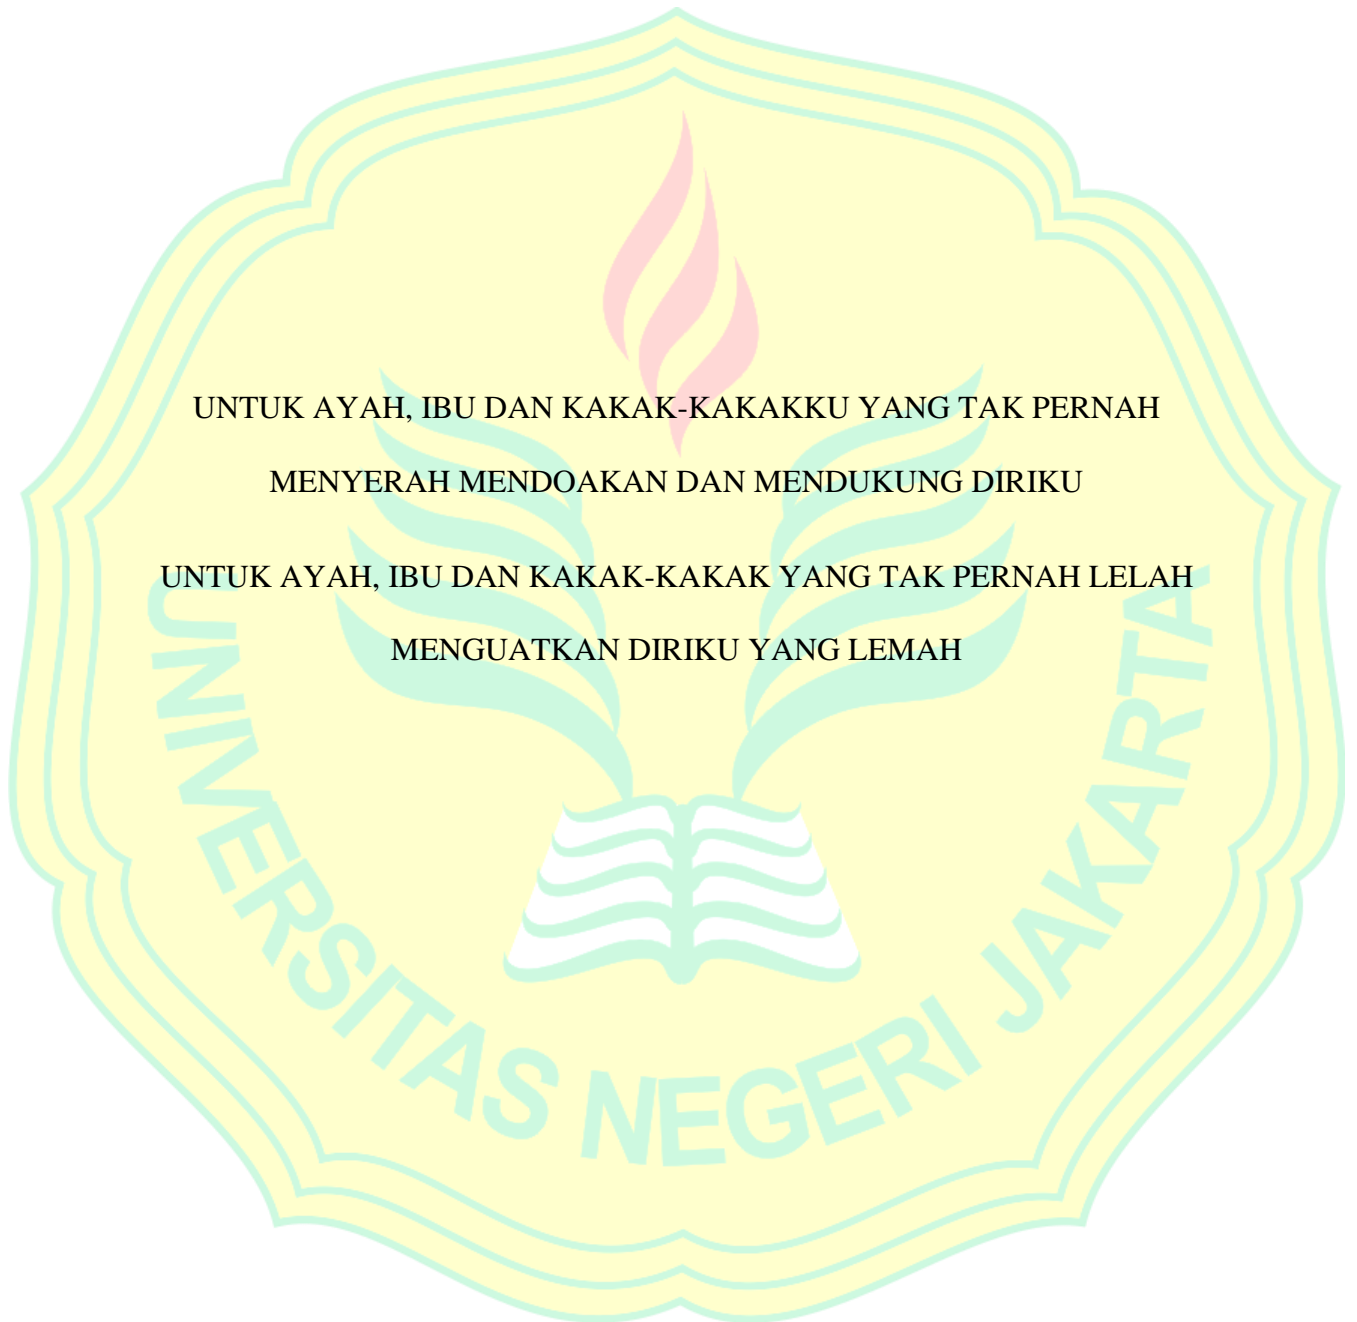 UNTUK AYAH, IBU DAN KAKAK-KAKAKKU YANG TAK PERNAH
MENYERAH MENDOAKAN DAN MENDUKUNG DIRIKU
UNTUK AYAH, IBU DAN KAKAK-KAKAK YANG TAK PERNAH LELAH
MENGUATKAN DIRIKU YANG LEMAH
UNIVERSITAS NEGERI JAKARTA